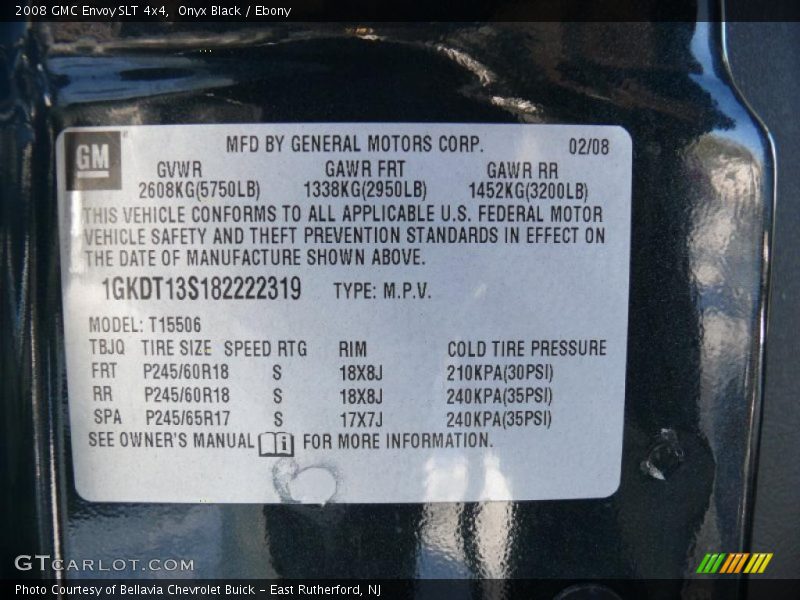 2008 GMC Envoy SLT 4x4, Onyx Black / Ebony
GM
MFD BY GENERAL MOTORS CORP. 02/08
GVWR GAWR FRT GAWR RR
2608KG(5750LB) 1338KG(2950LB) 1452KG(3200LB)
THIS VEHICLE CONFORMS TO ALL APPLICABLE U.S. FEDERAL MOTOR
VEHICLE SAFETY AND THEFT PREVENTION STANDARDS IN EFFECT ON
THE DATE OF MANUFACTURE SHOWN ABOVE.
1GKDT13S182222319 TYPE: M.P.V.
MODEL: T15506
TBJQ TIRE SIZE SPEED RTG RIM COLD TIRE PRESSURE
FRT P245/60R18 S 18X8J 210KPA(30PSI)
RR P245/60R18 S 18X8J 240KPA(35PSI)
SPA P245/65R17 S 17X7J 240KPA(35PSI)
SEE OWNER'S MANUAL i FOR MORE INFORMATION.
GTCARLOT.COM
Photo Courtesy of Bellavia Chevrolet Buick - East Rutherford, NJ